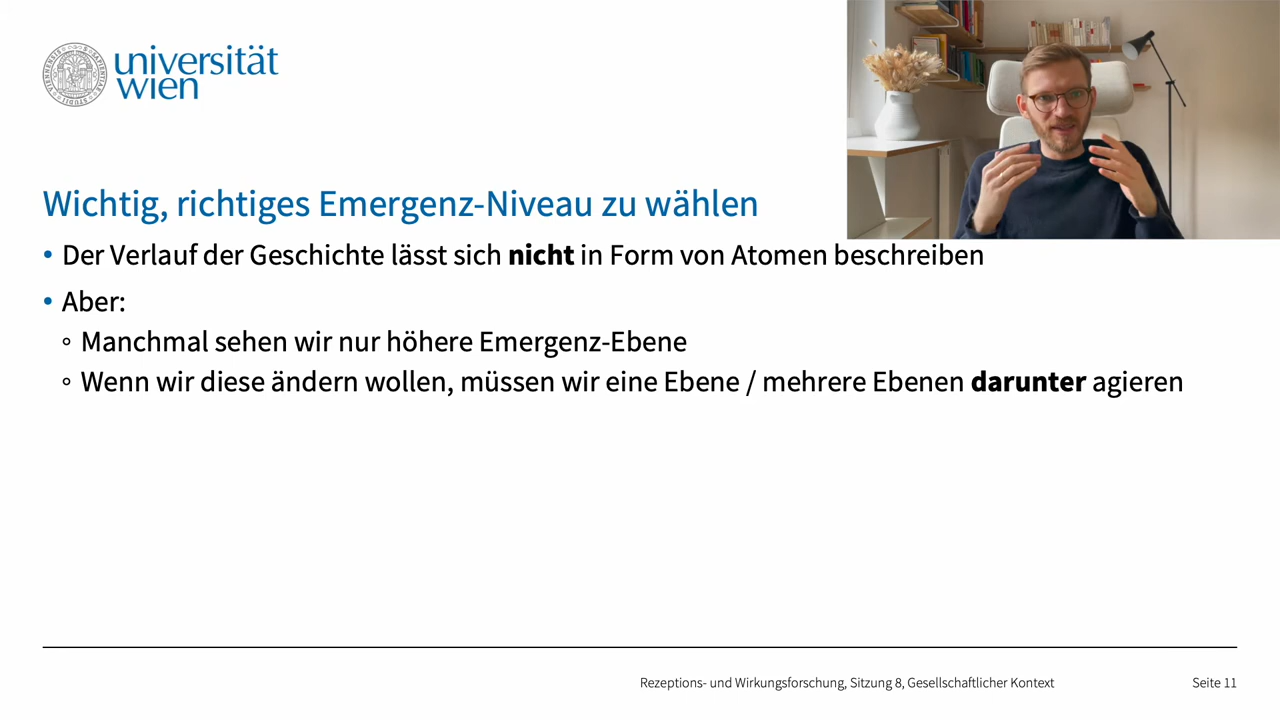 universität
wien
Wichtig, richtiges Emergenz-Niveau zu wählen
• Der Verlauf der Geschichte lässt sich nicht in Form von Atomen beschreiben
• Aber:
◦ Manchmal sehen wir nur höhere Emergenz-Ebene
◦ Wenn wir diese ändern wollen, müssen wir eine Ebene / mehrere Ebenen darunter agieren
Rezeptions- und Wirkungsforschung, Sitzung 8, Gesellschaftlicher Kontext
Seite 11